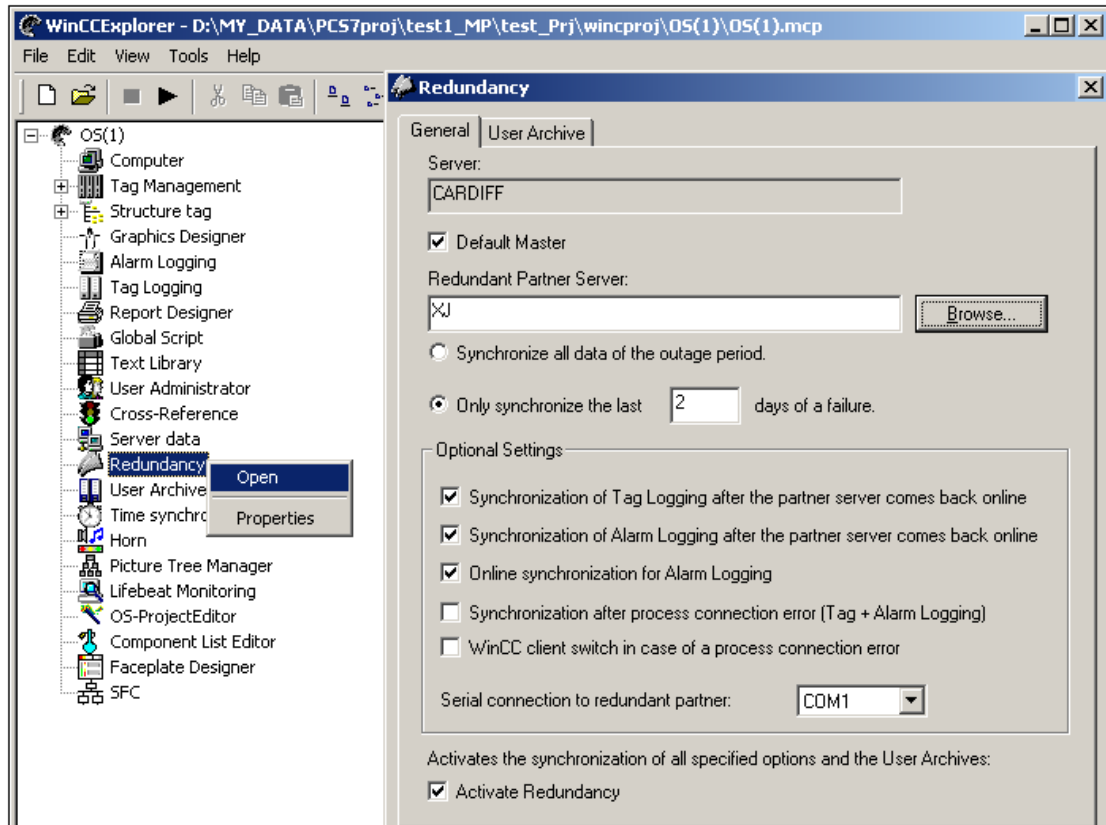 WinCCExplorer - D:\MY_DATA\PCS7proj\test1_MP\test_Prj\wincproj\OS(1)\OS(1).mcp
File Edit View Tools Help
OS(1)
Computer
Tag Management
Structure tag
Graphics Designer
Alarm Logging
Tag Logging
Report Designer
Global Script
Text Library
User Administrator
Cross-Reference
Server data
Redundancy
User Archive
Time synchro
Horn
Picture Tree Manager
Lifebeat Monitoring
OS-ProjectEditor
Component List Editor
Faceplate Designer
SFC
Open
Properties
Redundancy
General User Archive
Server:
CARDIFF
Default Master
Redundant Partner Server:
XJ Browse...
Synchronize all data of the outage period.
Only synchronize the last 2 days of a failure.
Optional Settings
Synchronization of Tag Logging after the partner server comes back online
Synchronization of Alarm Logging after the partner server comes back online
Online synchronization for Alarm Logging
Synchronization after process connection error (Tag + Alarm Logging)
WinCC client switch in case of a process connection error
Serial connection to redundant partner: COM1
Activates the synchronization of all specified options and the User Archives:
Activate Redundancy